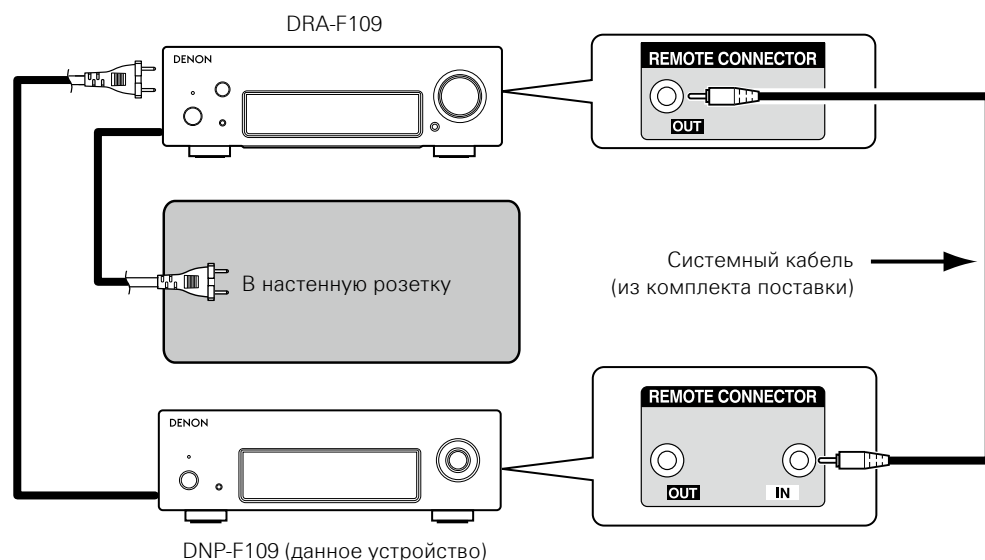 DRA-F109
DENON
REMOTE CONNECTOR
OUT
В настенную розетку
Системный кабель
(из комплекта поставки)
DENON
REMOTE CONNECTOR
OUT
IN
DNP-F109 (данное устройство)